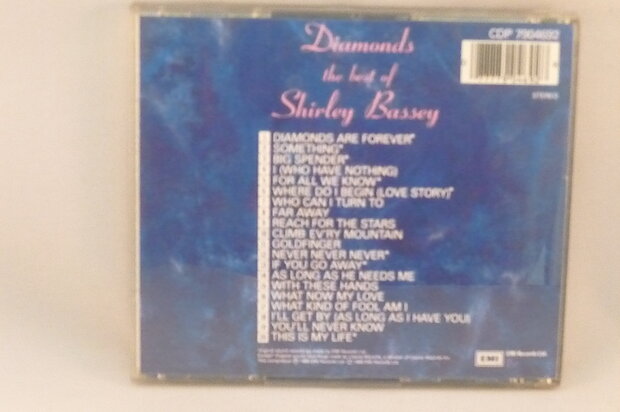 CDP 7904692
Diamonds
the best of
Shirley Bassey
STEREO
DIAMONDS ARE FOREVER*
SOMETHING*
BIG SPENDER*
I (WHO HAVE NOTHING)
FOR ALL WE KNOW*
WHERE DO I BEGIN (LOVE STORY)*
WHO CAN I TURN TO
FAR AWAY
REACH FOR THE STARS
CLIMB EV'RY MOUNTAIN
GOLDFINGER
NEVER NEVER NEVER*
IF YOU GO AWAY*
AS LONG AS HE NEEDS ME
WITH THESE HANDS
WHAT NOW MY LOVE
WHAT KIND OF FOOL AM I
I'LL GET BY (AS LONG AS I HAVE YOU)
YOU'LL NEVER KNOW
THIS IS MY LIFE*
EMI